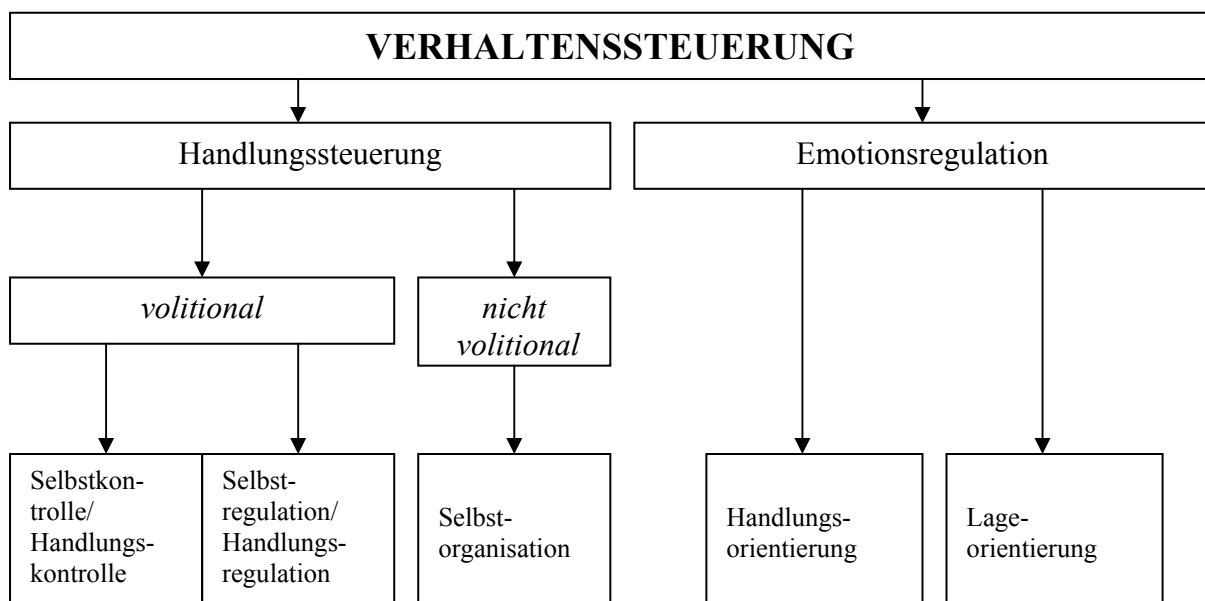 VERHALTENSSTEUERUNG
Handlungssteuerung
Emotionsregulation
volitional
nicht
volitional
Selbstkon-
trolle/
Handlungs-
kontrolle
Selbst-
regulation/
Handlungs-
regulation
Selbst-
organisation
Handlungs-
orientierung
Lage-
orientierung